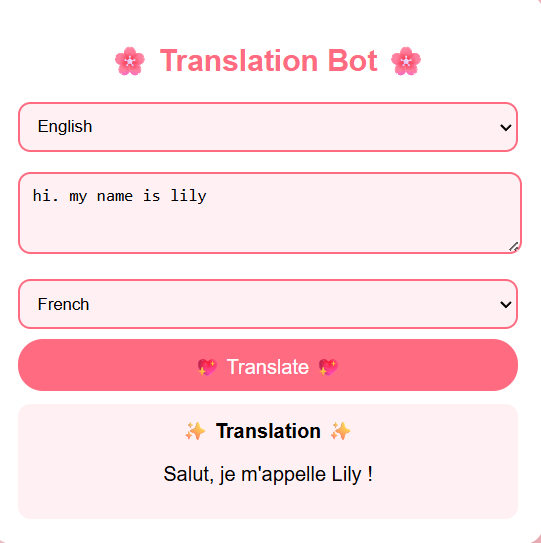 🌸 Translation Bot 🌸
English
hi. my name is lily
French
💖 Translate 💖
✨ Translation ✨
Salut, je m'appelle Lily !